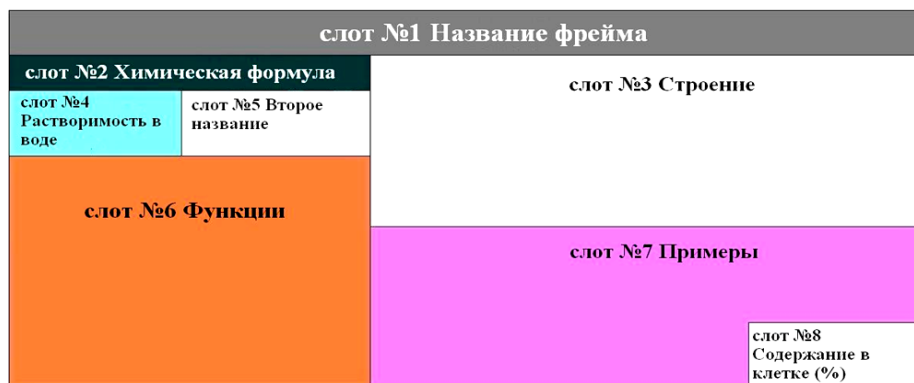 слот №1 Название фрейма
слот №2 Химическая формула
слот №3 Строение
слот №4
Растворимость в
воде
слот №5 Второе
название
слот №6 Функции
слот №7 Примеры
слот №8
Содержание в
клетке (%)